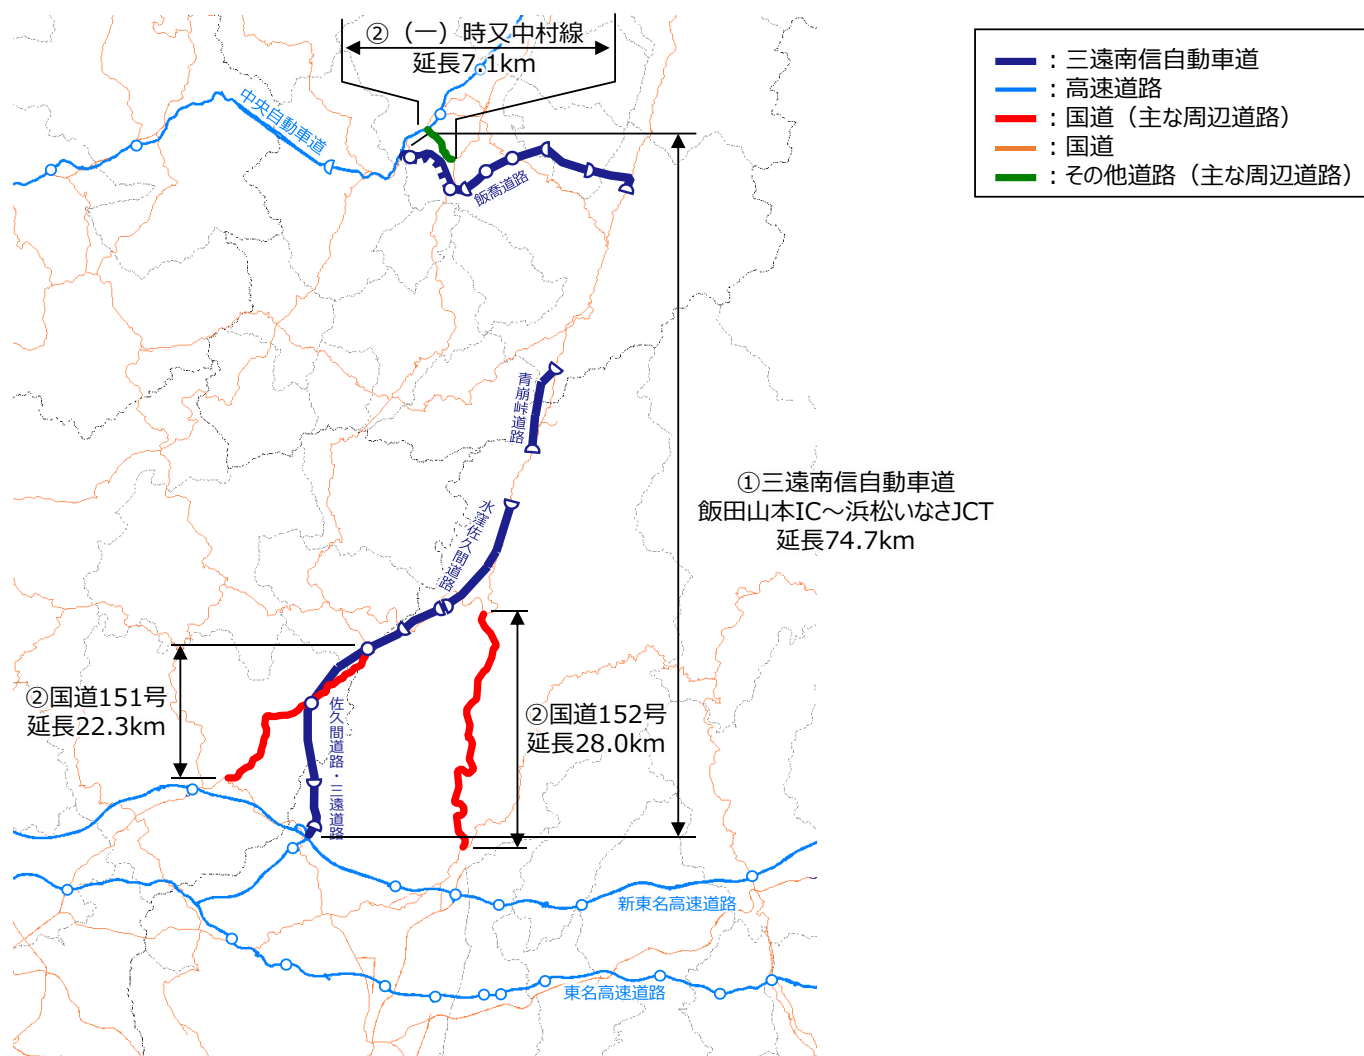 ②（一）時又中村線
延長7.1km
：三遠南信自動車道
：高速道路
：国道（主な周辺道路）
：国道
：その他道路（主な周辺道路）
中央自動車道
飯喬道路
青崩峠道路
①三遠南信自動車道
飯田山本IC～浜松いなさJCT
延長74.7km
水窪佐久間道路
②国道151号
延長22.3km
佐久間道路・三遠道路
②国道152号
延長28.0km
新東名高速道路
東名高速道路